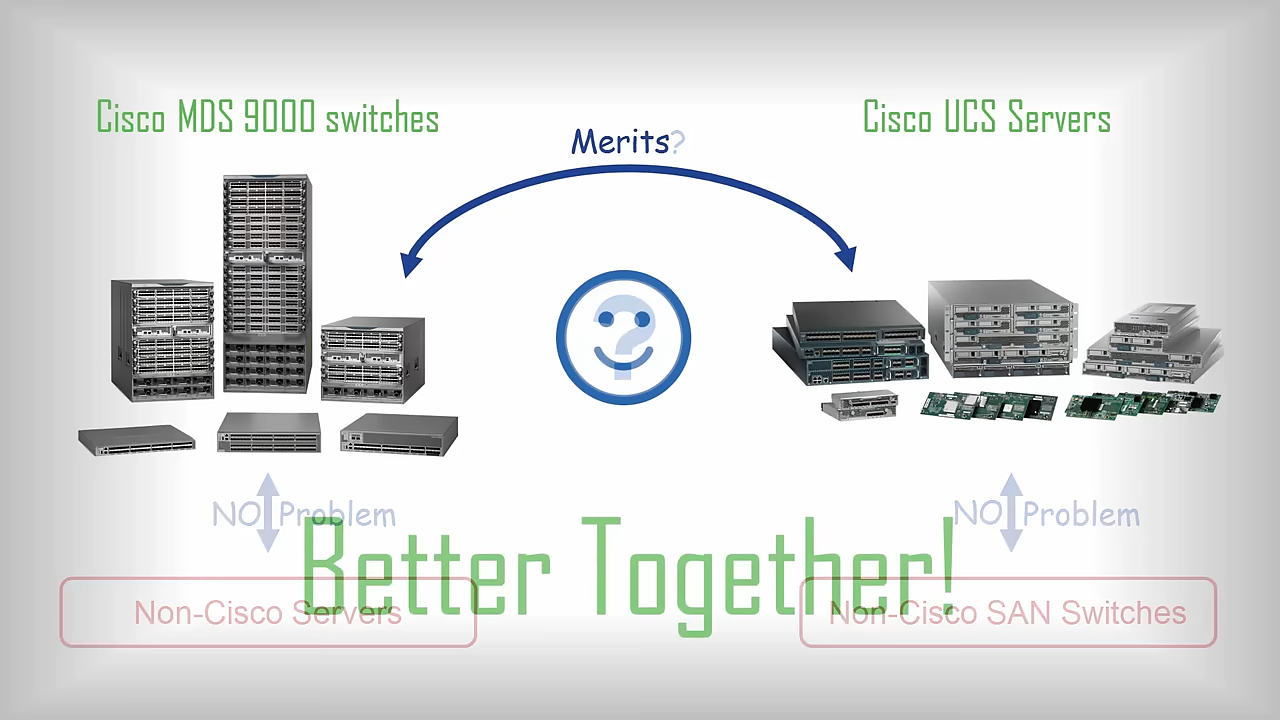 Cisco MDS 9000 switches
Cisco UCS Servers
Merits?
?
NO Problem
NO Problem
Better Together!
Non-Cisco Servers
Non-Cisco SAN Switches